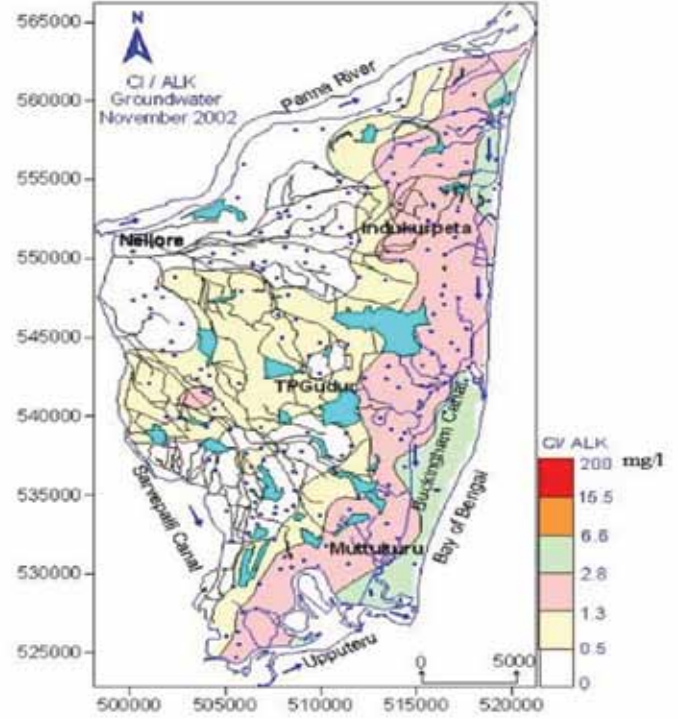 565000
560000
555000
550000
545000
540000
535000
530000
525000
N
Cl / ALK
Groundwater
November 2002
Penna River
Nellore
Indukurpeta
TPGudur
Buckingham Canal
Sarvepalli Canal
Bay of Bengal
Muttukuru
Upputeru
0 5000
500000 505000 510000 515000 520000
Cl/ ALK
200 mg/l
15.5
6.6
2.8
1.3
0.5
0